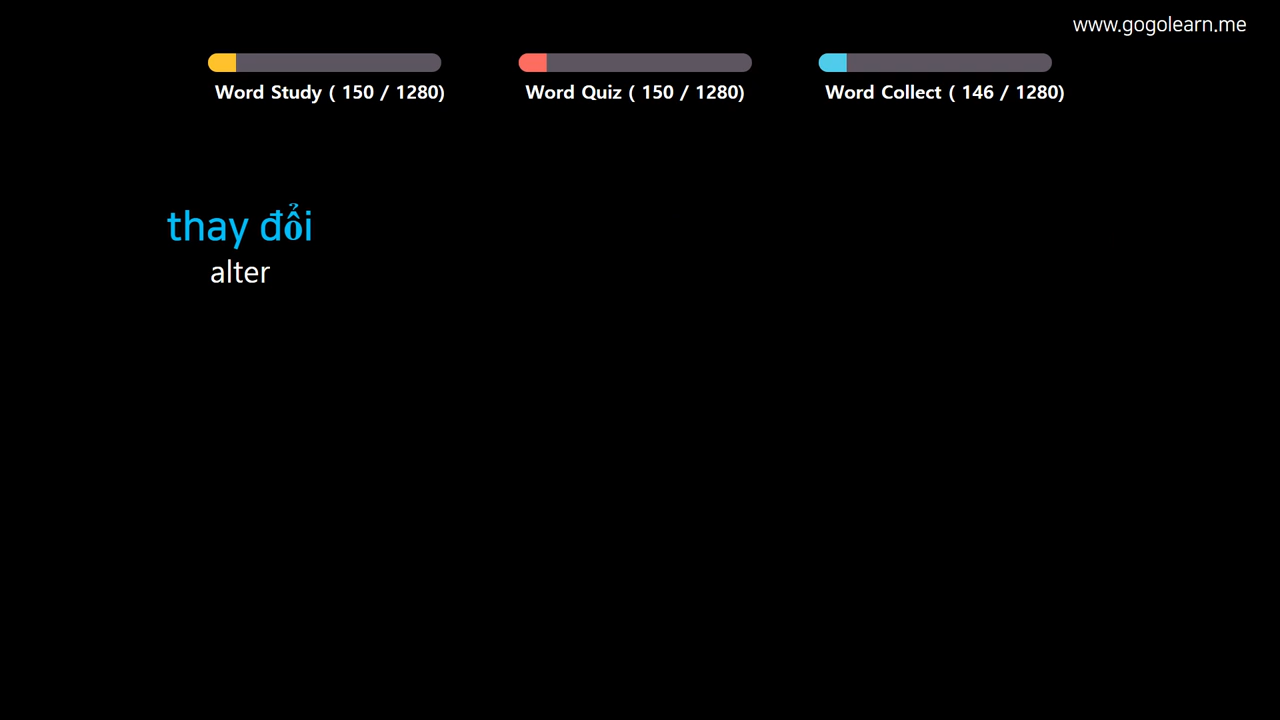 www.gogolearn.me
Word Study ( 150 / 1280)
Word Quiz ( 150 / 1280)
Word Collect ( 146 / 1280)
thay đổi
alter